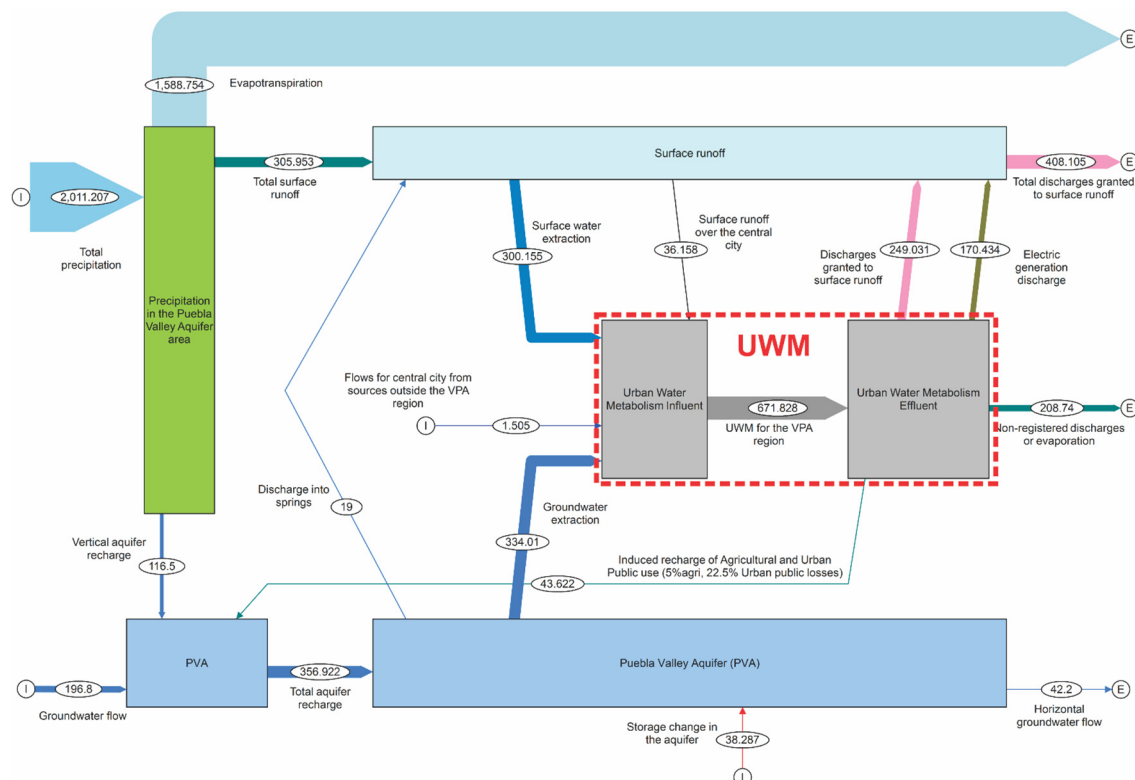 E
1,588.754
Evapotranspiration
305.953
Total surface
runoff
Surface runoff
408.105
E
Total discharges granted
to surface runoff
I
2,011.207
Total
precipitation
Precipitation
in the Puebla
Valley Aquifer
area
Surface water
extraction
300.155
Surface runoff
over the central
city
36.158
Discharges
granted to
surface runoff
249.031
170.434
Electric
generation
discharge
UWM
Flows for central city from
sources outside the VPA
region
I
1.505
Urban Water
Metabolism Influent
671.828
UWM for the VPA
region
Urban Water Metabolism
Effluent
208.74
E
Non-registered discharges
or evaporation
Discharge into
springs
19
Groundwater
extraction
334.01
Vertical aquifer
recharge
116.5
Induced recharge of Agricultural and Urban
Public use (5%agri, 22.5% Urban public losses)
43.622
PVA
356.922
Total aquifer
recharge
Puebla Valley Aquifer (PVA)
I
196.8
Groundwater flow
42.2
E
Horizontal
groundwater flow
Storage change in
the aquifer
38.287
I